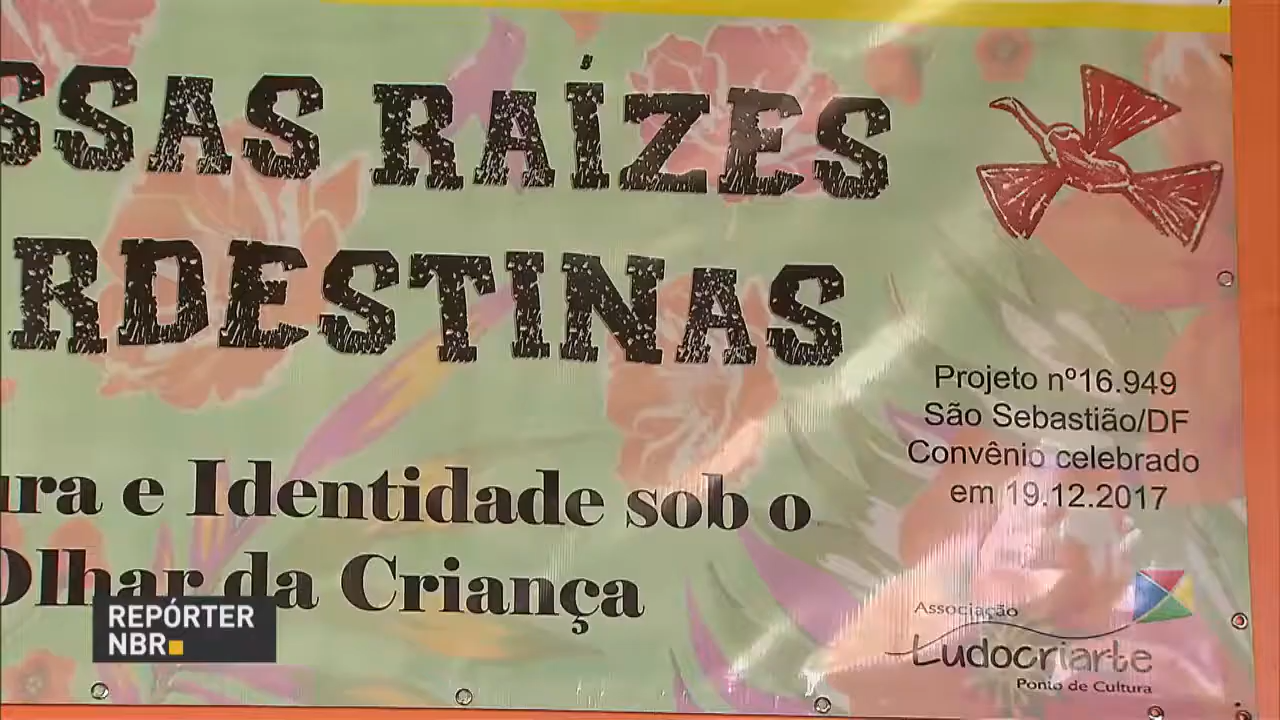 SSAS RAÍZES
RDESTINAS
Projeto nº16.949
São Sebastião/DF
Convênio celebrado
em 19.12.2017
ura e Identidade sob o
Olhar da Criança
REPÓRTER
NBR
Associação
Ludocriarte
Ponto de Cultura